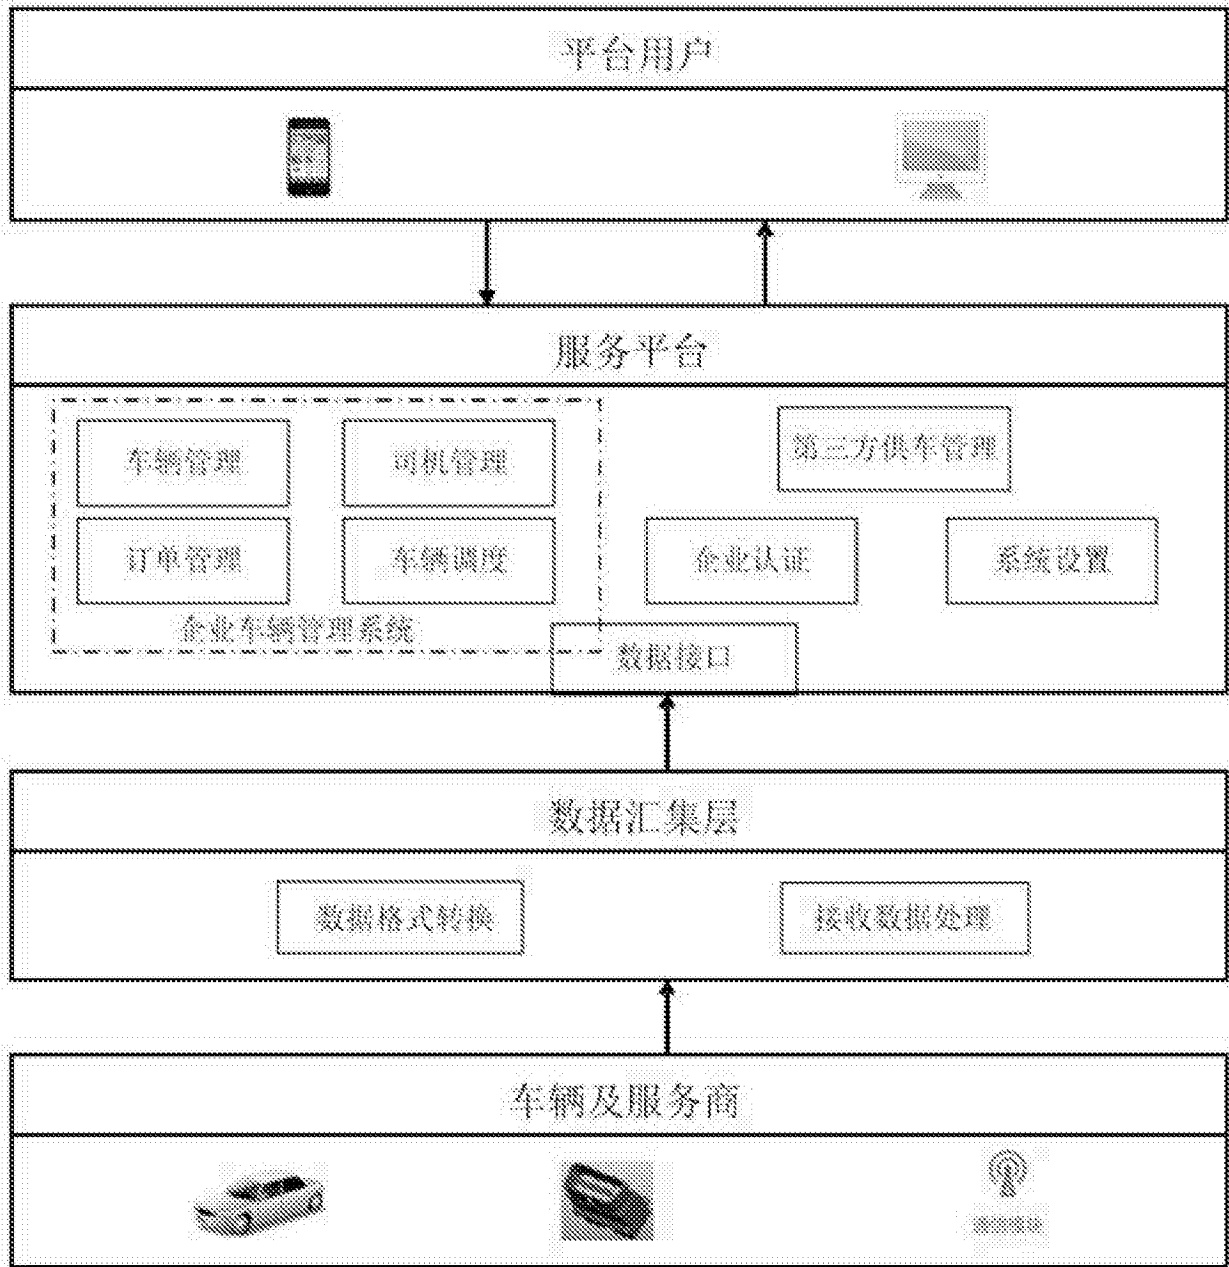 平台用户
服务平台
车辆管理
司机管理
第三方供车管理
订单管理
车辆调度
企业认证
系统设置
企业车辆管理系统
数据接口
数据汇集层
数据格式转换
接收数据处理
车辆及服务商